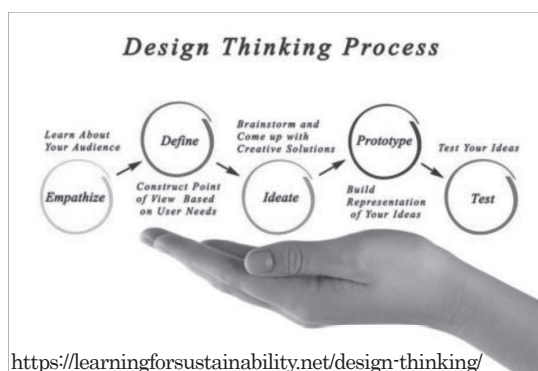 Design Thinking Process
Learn About
Your Audience
Empathize
Define
Construct Point
of View Based
on User Needs
Brainstorm and
Come up with
Creative Solutions
Ideate
Prototype
Build
Representation
of Your Ideas
Test Your Ideas
Test
https://learningforsustainability.net/design-thinking/